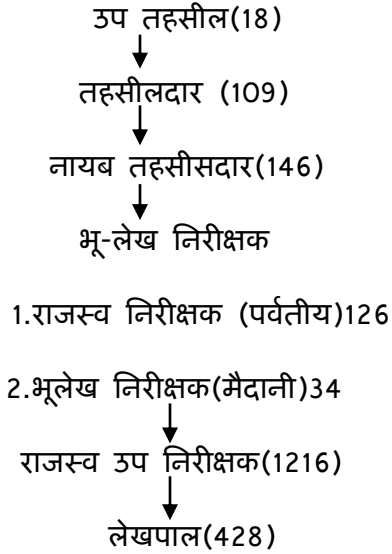 उप तहसील(18)
तहसीलदार (109)
नायब तहसीसदार(146)
भू-लेख निरीक्षक
1.राजस्व निरीक्षक (पर्वतीय)126
2.भूलेख निरीक्षक(मैदानी)34
राजस्व उप निरीक्षक(1216)
लेखपाल(428)